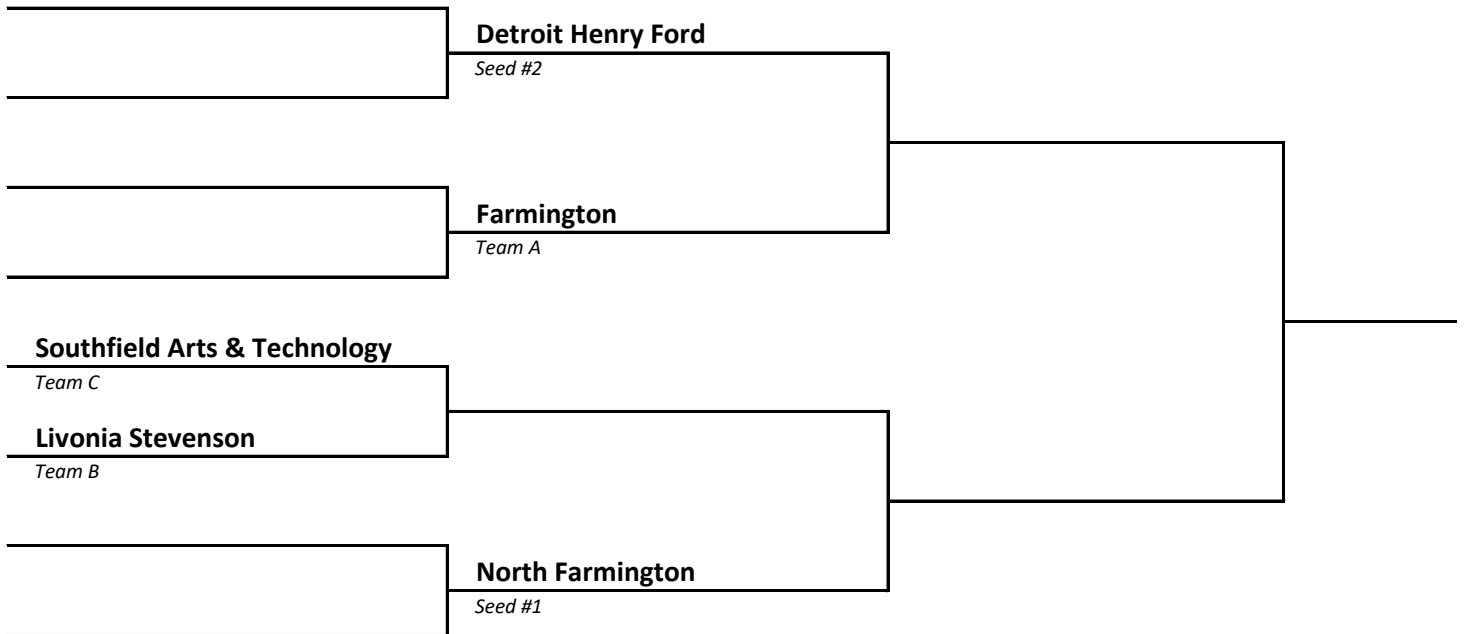 Detroit Henry Ford
Seed #2
Farmington
Team A
Southfield Arts & Technology
Team C
Livonia Stevenson
Team B
North Farmington
Seed #1